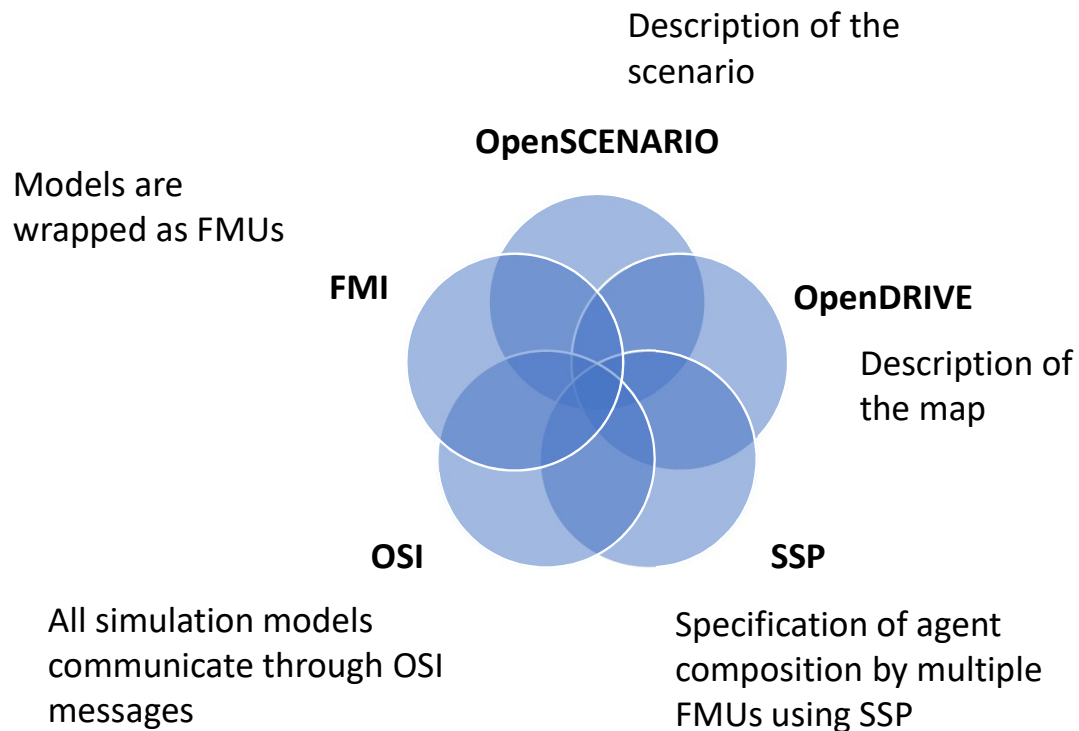 Description of the
scenario
OpenSCENARIO
Models are
wrapped as FMUs
FMI
OpenDRIVE
Description of
the map
OSI
SSP
All simulation models
communicate through OSI
messages
Specification of agent
composition by multiple
FMUs using SSP